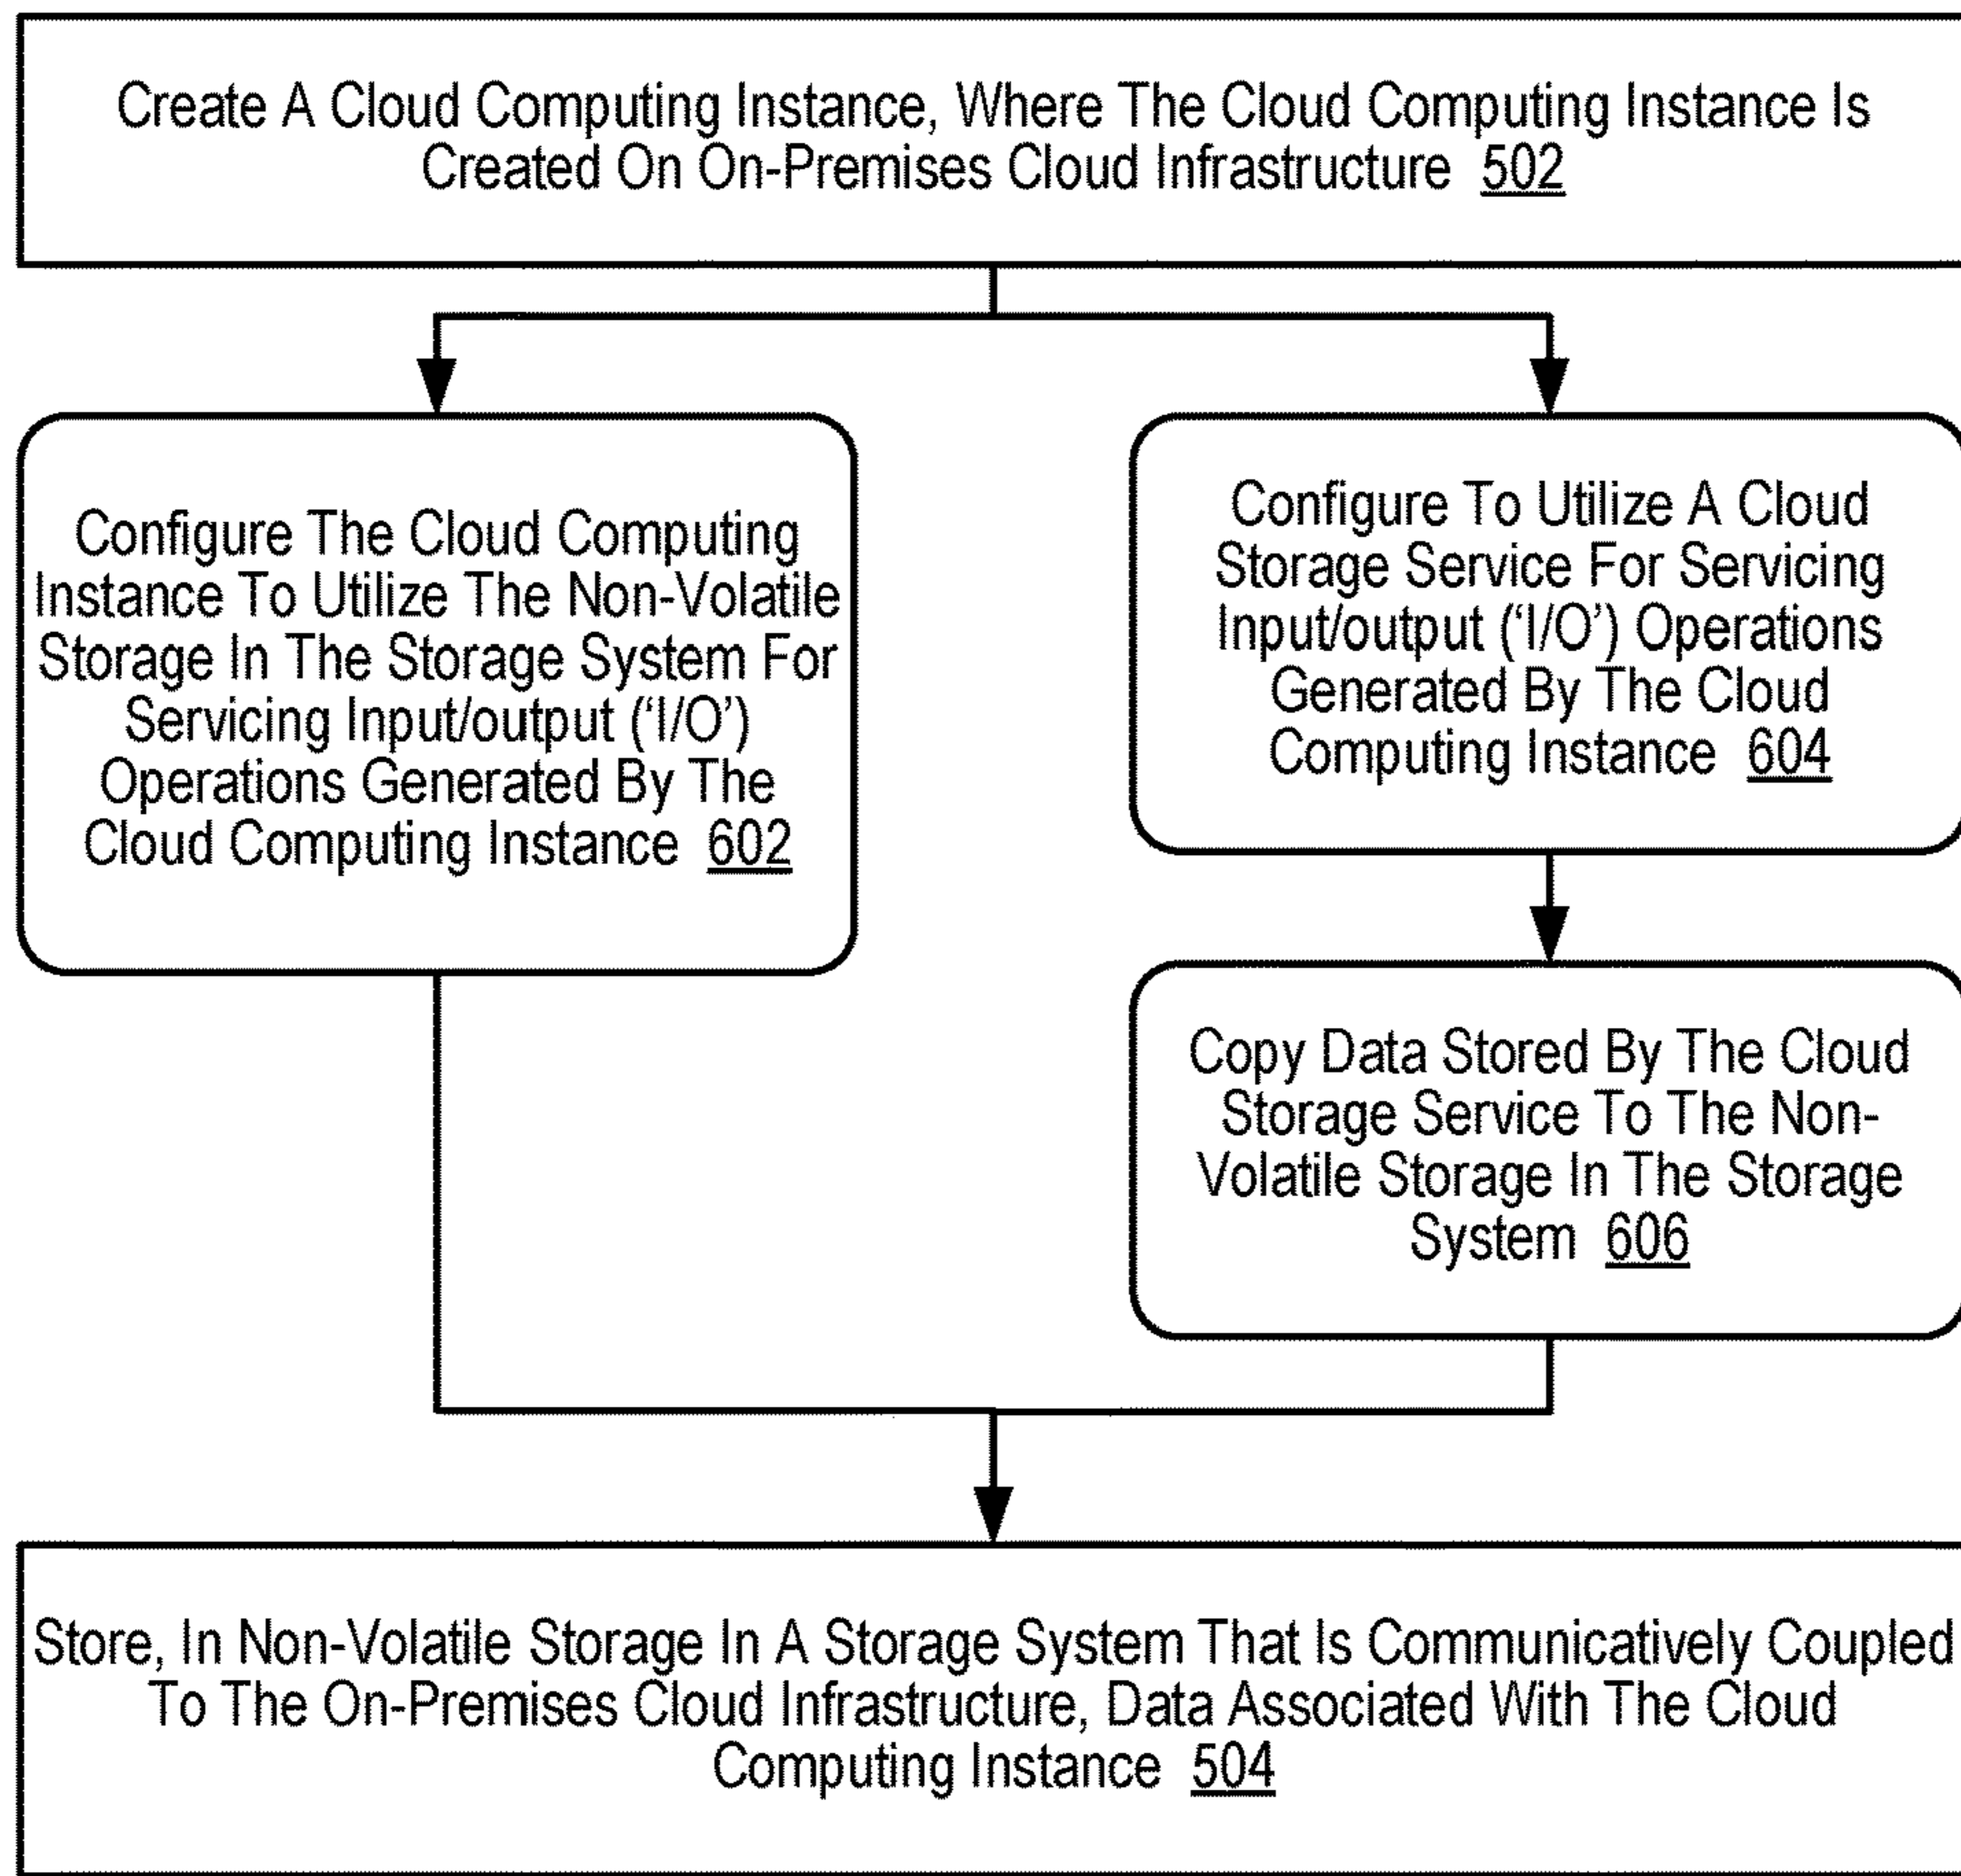 Create A Cloud Computing Instance, Where The Cloud Computing Instance Is
Created On On-Premises Cloud Infrastructure 502
Configure The Cloud Computing
Instance To Utilize The Non-Volatile
Storage In The Storage System For
Servicing Input/output (‘I/O’)
Operations Generated By The
Cloud Computing Instance 602
Configure To Utilize A Cloud
Storage Service For Servicing
Input/output (‘I/O’) Operations
Generated By The Cloud
Computing Instance 604
Copy Data Stored By The Cloud
Storage Service To The Non-
Volatile Storage In The Storage
System 606
Store, In Non-Volatile Storage In A Storage System That Is Communicatively Coupled
To The On-Premises Cloud Infrastructure, Data Associated With The Cloud
Computing Instance 504